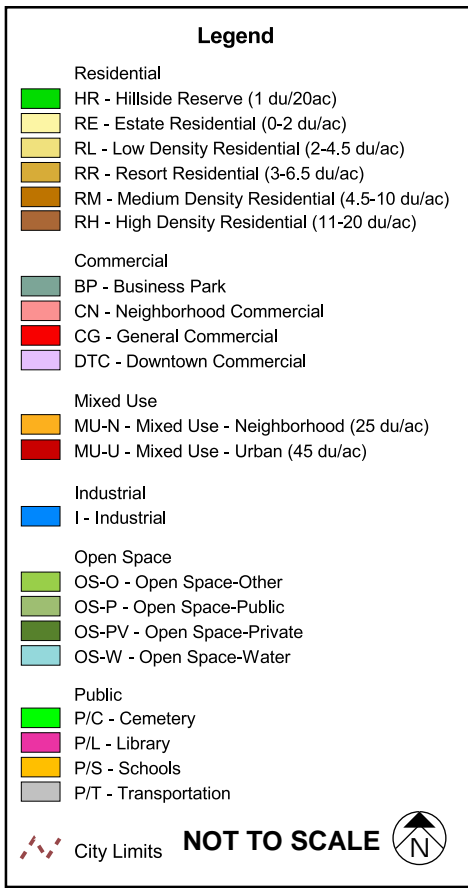 Legend
Residential
HR - Hillside Reserve (1 du/20ac)
RE - Estate Residential (0-2 du/ac)
RL - Low Density Residential (2-4.5 du/ac)
RR - Resort Residential (3-6.5 du/ac)
RM - Medium Density Residential (4.5-10 du/ac)
RH - High Density Residential (11-20 du/ac)
Commercial
BP - Business Park
CN - Neighborhood Commercial
CG - General Commercial
DTC - Downtown Commercial
Mixed Use
MU-N - Mixed Use - Neighborhood (25 du/ac)
MU-U - Mixed Use - Urban (45 du/ac)
Industrial
I - Industrial
Open Space
OS-O - Open Space-Other
OS-P - Open Space-Public
OS-PV - Open Space-Private
OS-W - Open Space-Water
Public
P/C - Cemetery
P/L - Library
P/S - Schools
P/T - Transportation
City Limits NOT TO SCALE N